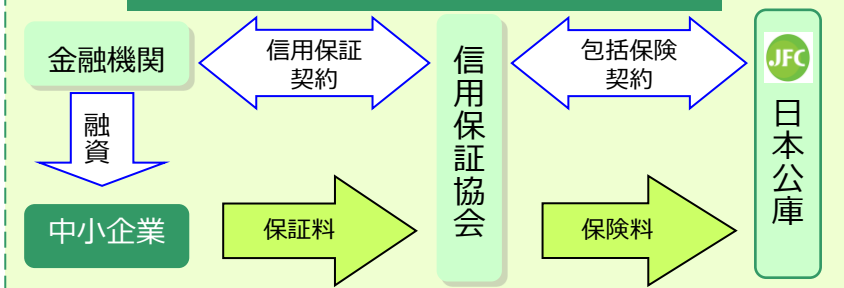 金融機関
信用保証
契約
信用保証協会
包括保険
契約
JFC
日本公庫
融資
中小企業
保証料
保険料